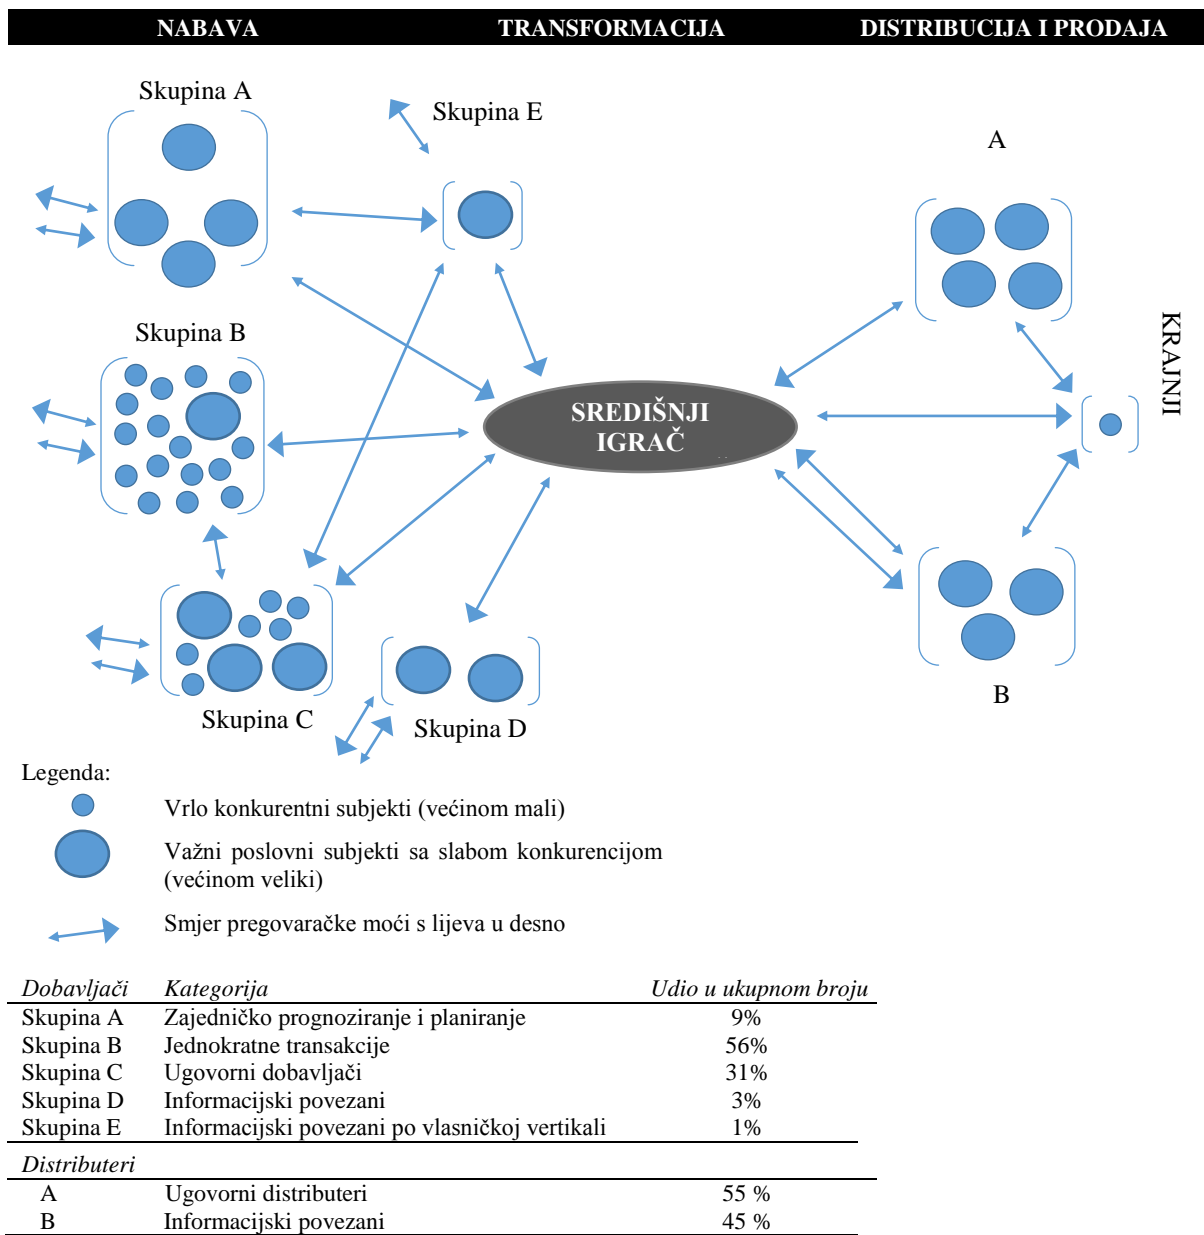 NABAVA TRANSFORMACIJA DISTRIBUCIJA I PRODAJA
Skupina A
Skupina E
A
Skupina B
KRAJNJI
SREDIŠNJI
IGRAČ
Skupina C
Skupina D
B
Legenda:
Vrlo konkurentni subjekti (većinom mali)
Važni poslovni subjekti sa slabom konkurencijom
(većinom veliki)
Smjer pregovaračke moći s lijeva u desno
Dobavljači Kategorija Udio u ukupnom broju
Skupina A Zajedničko prognoziranje i planiranje 9%
Skupina B Jednokratne transakcije 56%
Skupina C Ugovorni dobavljači 31%
Skupina D Informacijski povezani 3%
Skupina E Informacijski povezani po vlasničkoj vertikali 1%
Distributeri
A Ugovorni distributeri 55 %
B Informacijski povezani 45 %